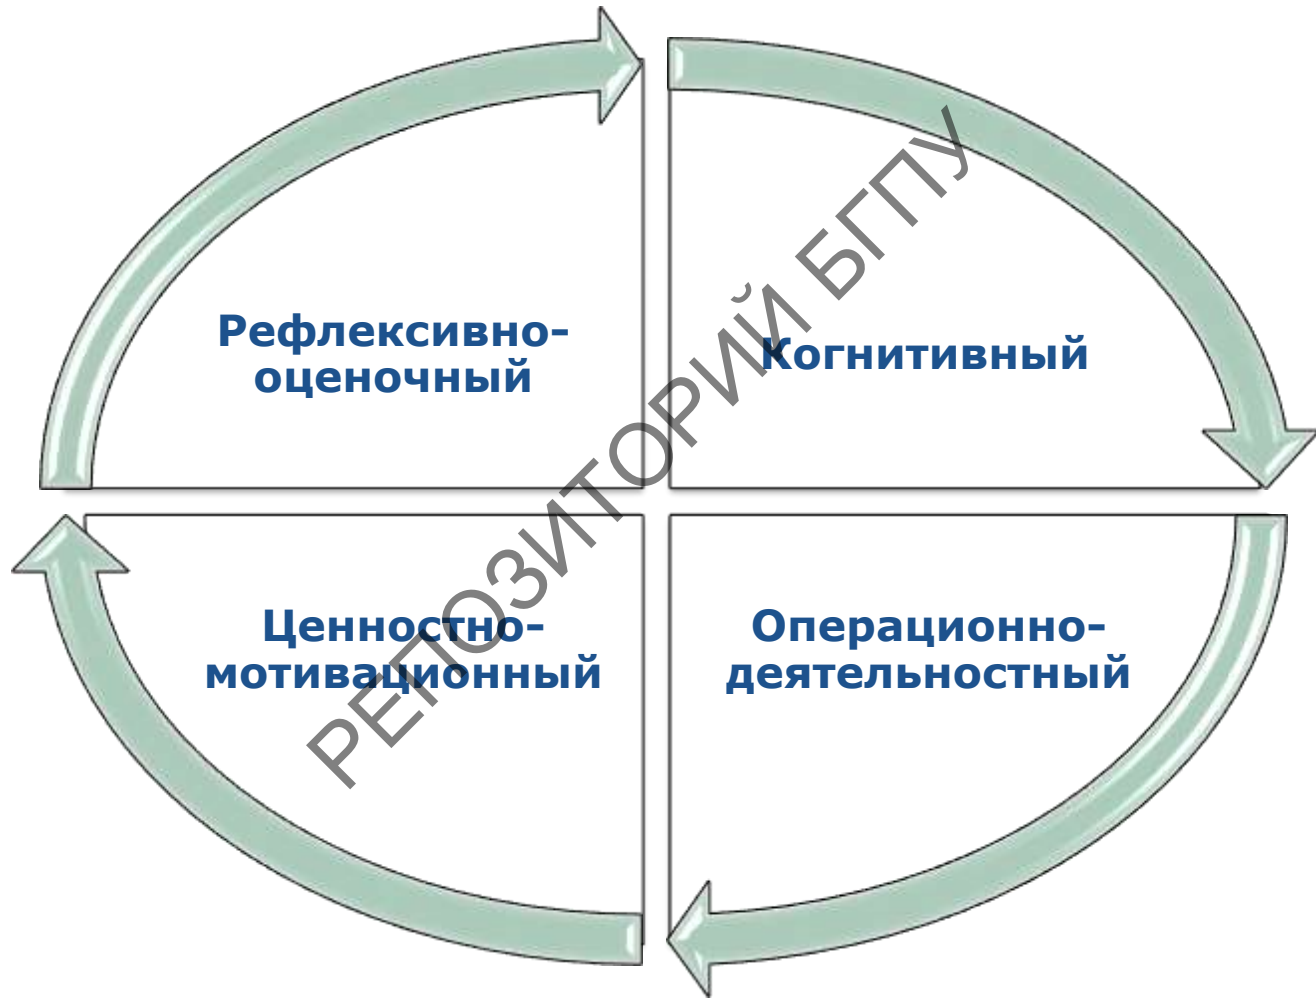 Рефлексивно-
оценочный
Когнитивный
Ценностно-
мотивационный
Операционно-
деятельностный
РЕПОЗИТОРИЙ БГПУ